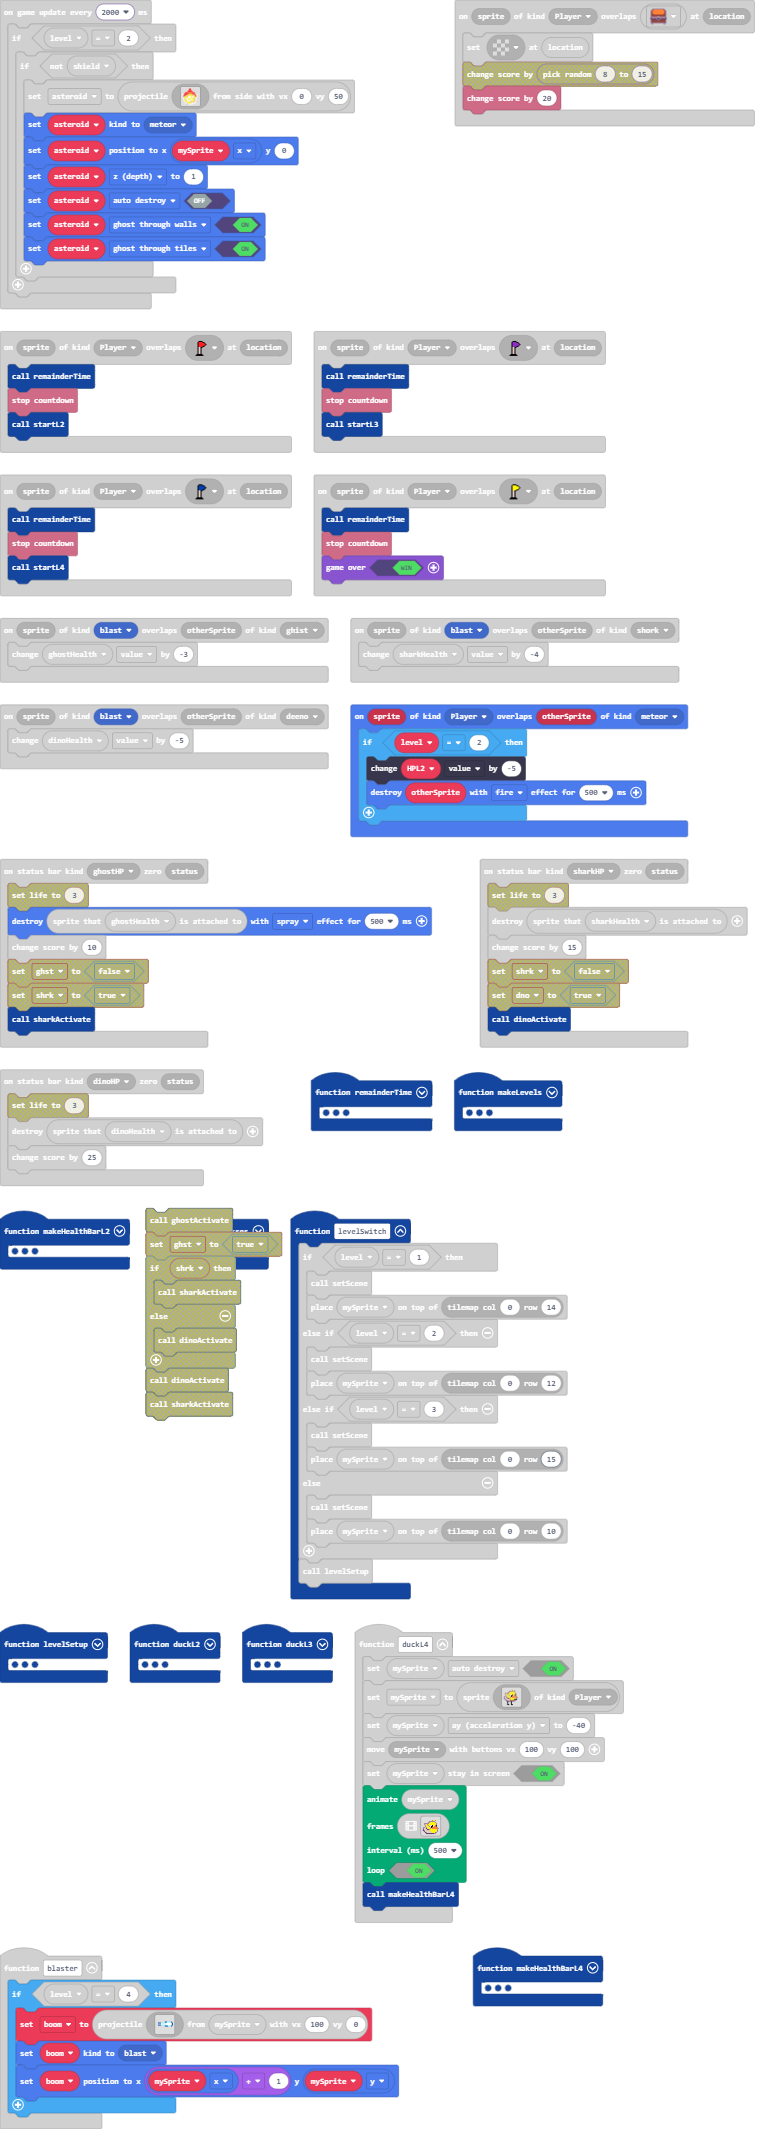 on game update every 2000 ms
if level = 2 then
if not shield then
set asteroid to projectile from side with vx 0 vy 50
set asteroid kind to meteor
set asteroid position to x mySprite x y 0
set asteroid z (depth) to 1
set asteroid auto destroy OFF
set asteroid ghost through walls ON
set asteroid ghost through tiles ON
on sprite of kind Player overlaps at location
set at location
change score by pick random 8 to 15
change score by 20
on sprite of kind Player overlaps at location
call remainderTime
stop countdown
call startL2
on sprite of kind Player overlaps at location
call remainderTime
stop countdown
call startL3
on sprite of kind Player overlaps at location
call remainderTime
stop countdown
call startL4
on sprite of kind Player overlaps at location
call remainderTime
stop countdown
game over WIN
on sprite of kind blast overlaps otherSprite of kind ghist
change ghostHealth value by -3
on sprite of kind blast overlaps otherSprite of kind shork
change sharkHealth value by -4
on sprite of kind blast overlaps otherSprite of kind deeno
change dinoHealth value by -5
on sprite of kind Player overlaps otherSprite of kind meteor
if level = 2 then
change HPL2 value by -5
destroy otherSprite with fire effect for 500 ms
on status bar kind ghostHP zero status
set life to 3
destroy sprite that ghostHealth is attached to with spray effect for 500 ms
change score by 10
set ghst to false
set shrk to true
call sharkActivate
on status bar kind sharkHP zero status
set life to 3
destroy sprite that sharkHealth is attached to
change score by 15
set shrk to false
set dno to true
call dinoActivate
on status bar kind dinoHP zero status
set life to 3
destroy sprite that dinoHealth is attached to
change score by 25
function remainderTime
function makeLevels
function makeHealthBarL2
call ghostActivate
set ghst to true
if shrk then
call sharkActivate
else
call dinoActivate
call dinoActivate
call sharkActivate
function levelSwitch
if level = 1 then
call setScene
place mySprite on top of tilemap col 0 row 14
else if level = 2 then
call setScene
place mySprite on top of tilemap col 0 row 12
else if level = 3 then
call setScene
place mySprite on top of tilemap col 0 row 15
else
call setScene
place mySprite on top of tilemap col 0 row 10
call levelSetup
function levelSetup
function duckL2
function duckL3
function duckL4
set mySprite auto destroy ON
set mySprite to sprite of kind Player
set mySprite ay (acceleration y) to -40
move mySprite with buttons vx 100 vy 100
set mySprite stay in screen ON
animate mySprite
frames
interval (ms) 500
loop ON
call makeHealthBarL4
function blaster
if level = 4 then
set boom to projectile from mySprite with vx 100 vy 0
set boom kind to blast
set boom position to x mySprite x + 1 y mySprite y
function makeHealthBarL4